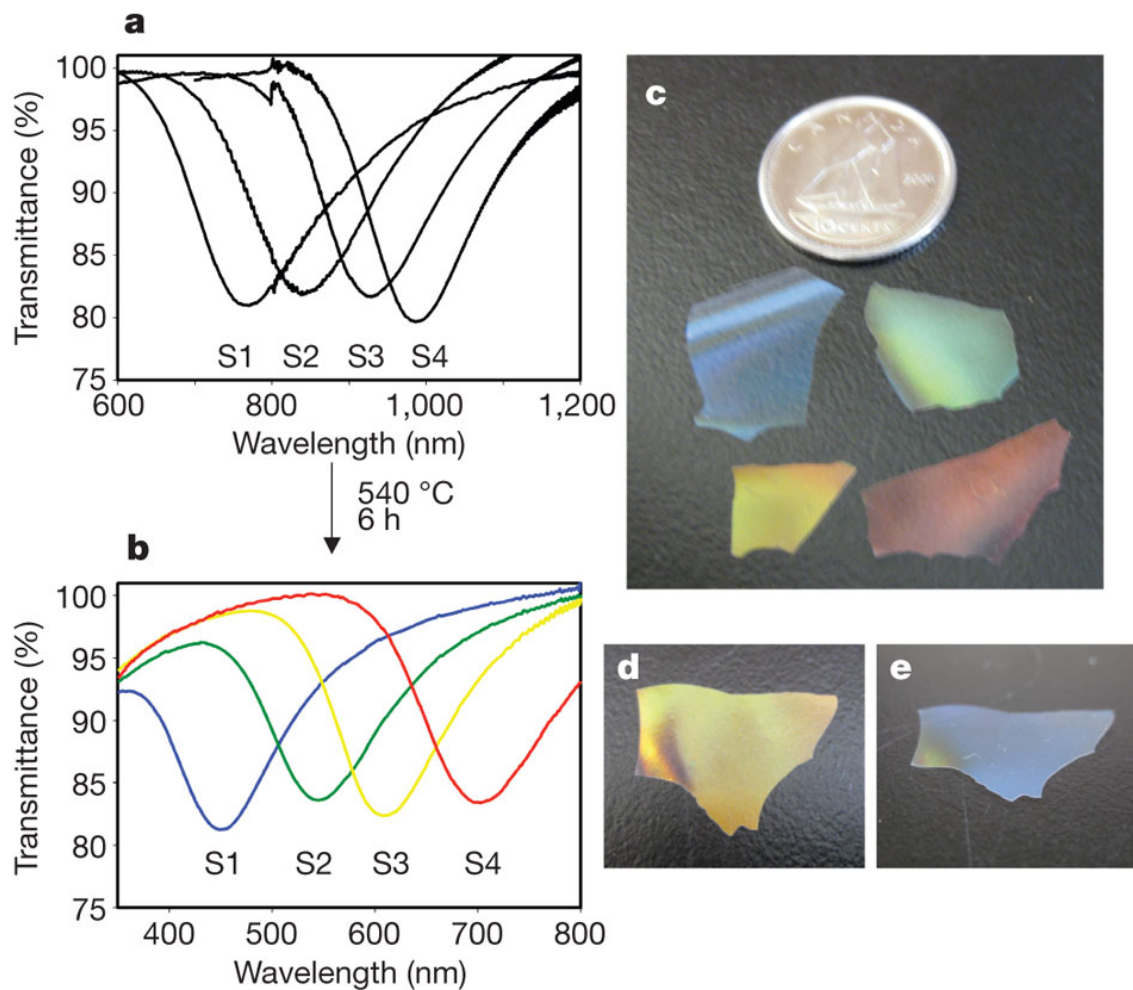 a
Transmittance (%)
100
95
90
85
80
75
S1 S2 S3 S4
600 800 1,000 1,200
Wavelength (nm)
540 °C
6 h
b
Transmittance (%)
100
95
90
85
80
75
S1 S2 S3 S4
400 500 600 700 800
Wavelength (nm)
c
CANADA
2006
10 CENTS
d
e